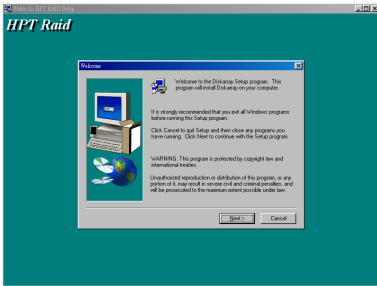 HPT Raid Setup
HPT Raid
Welcome
Welcome to the Diskarray Setup program. This
program will install Diskarray on your computer.
It is strongly recommended that you exit all Windows programs
before running this Setup program.
Click Cancel to quit Setup and then close any programs you
have running. Click Next to continue with the Setup program.
WARNING: This program is protected by copyright law and
international treaties.
Unauthorized reproduction or distribution of this program, or any
portion of it, may result in severe civil and criminal penalties, and
will be prosecuted to the maximum extent possible under law.
Next >
Cancel